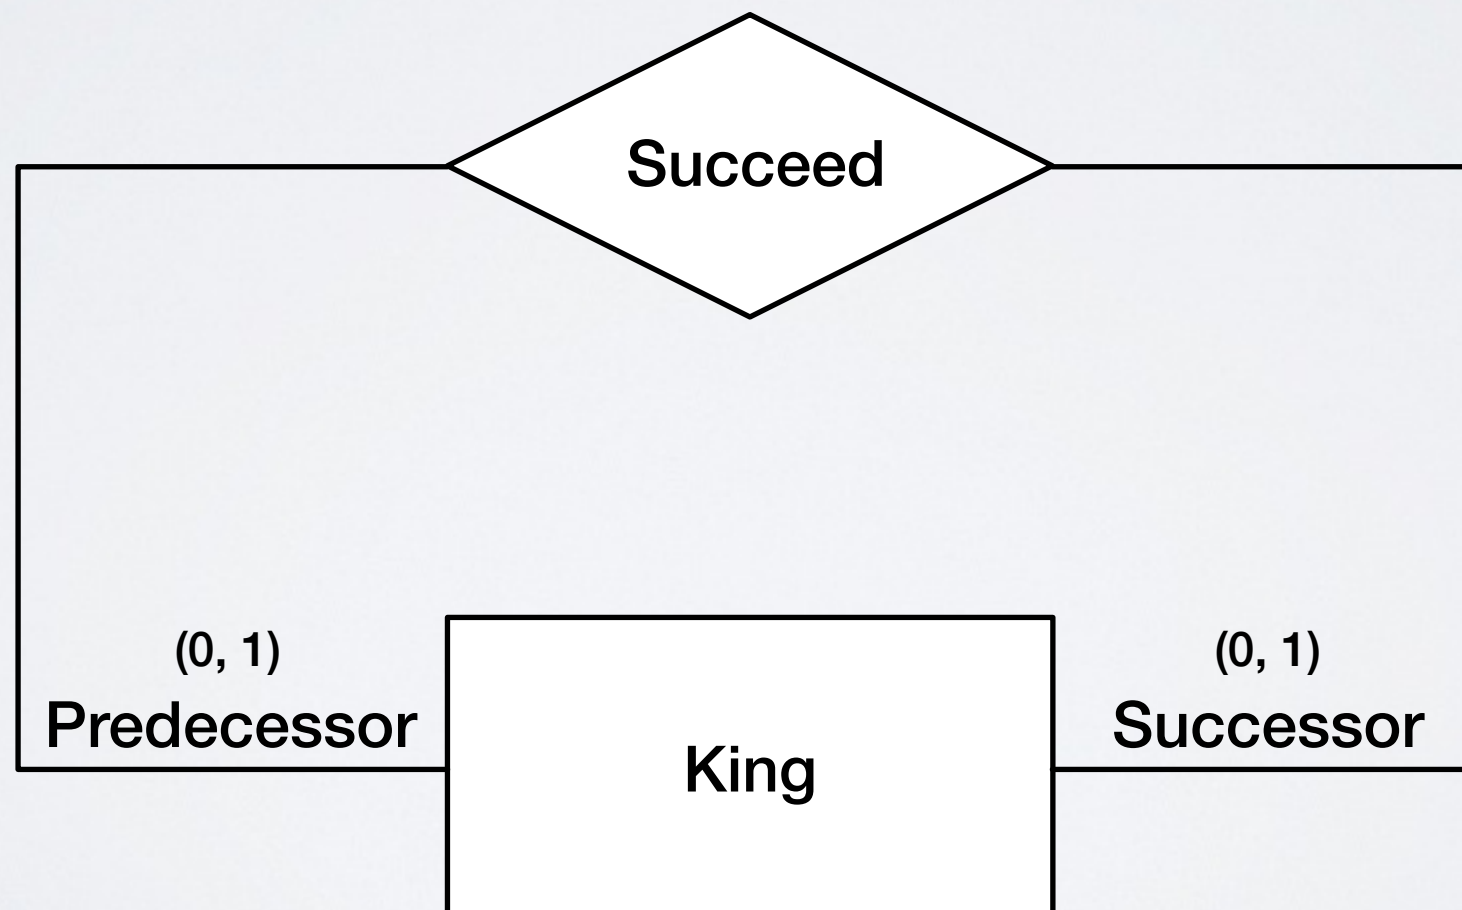 Succeed
(0, 1)
Predecessor
King
(0, 1)
Successor